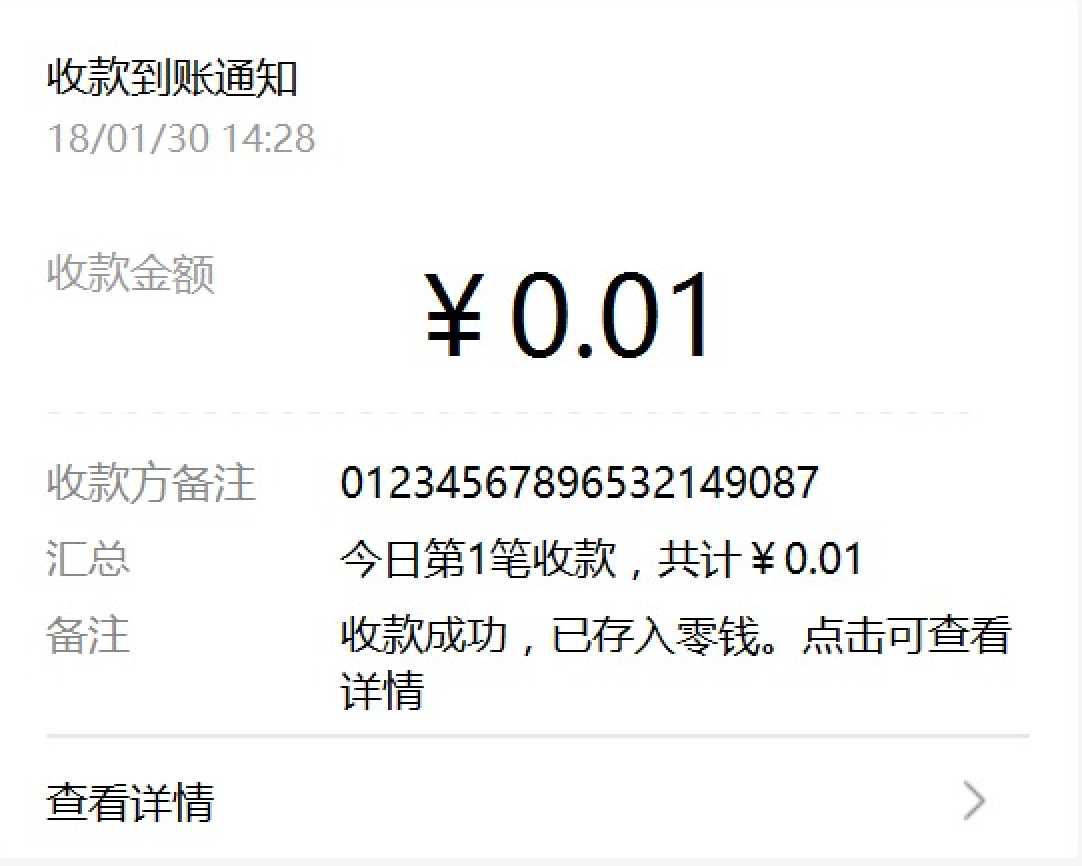 收款到账通知
18/01/30 14:28
收款金额
¥0.01
收款方备注 01234567896532149087
汇总 今日第1笔收款，共计¥0.01
备注 收款成功，已存入零钱。点击可查看
详情
查看详情